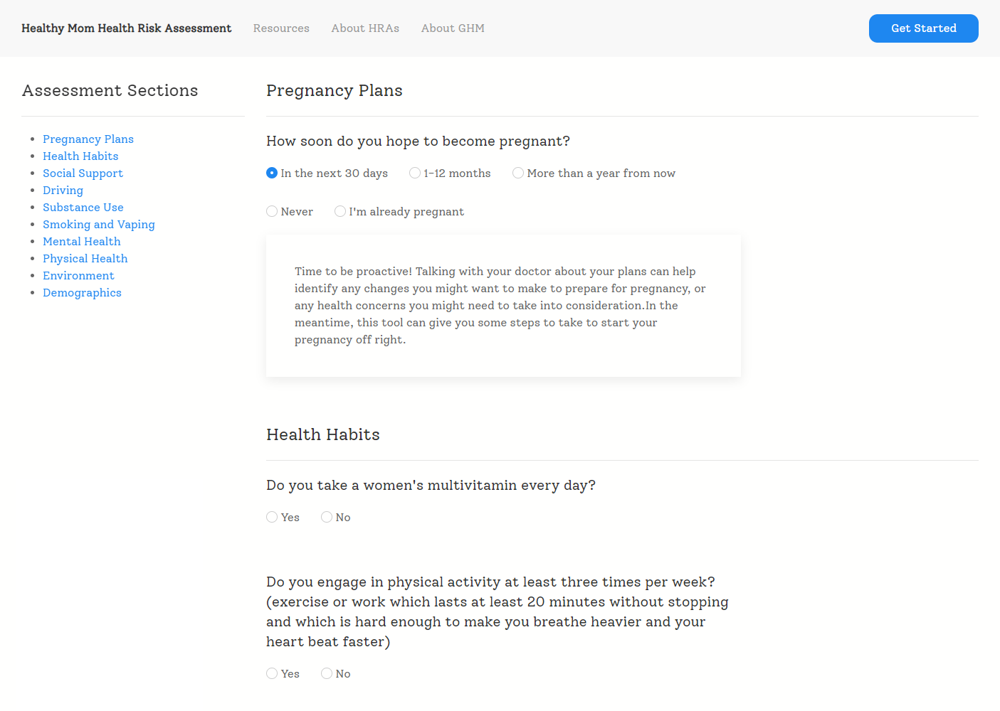 Healthy Mom Health Risk Assessment Resources About HRAs About GHM Get Started
Assessment Sections
Pregnancy Plans
Health Habits
Social Support
Driving
Substance Use
Smoking and Vaping
Mental Health
Physical Health
Environment
Demographics
Pregnancy Plans
How soon do you hope to become pregnant?
In the next 30 days 1-12 months More than a year from now
Never I'm already pregnant
Time to be proactive! Talking with your doctor about your plans can help
identify any changes you might want to make to prepare for pregnancy, or
any health concerns you might need to take into consideration.In the
meantime, this tool can give you some steps to take to start your
pregnancy off right.
Health Habits
Do you take a women's multivitamin every day?
Yes No
Do you engage in physical activity at least three times per week?
(exercise or work which lasts at least 20 minutes without stopping
and which is hard enough to make you breathe heavier and your
heart beat faster)
Yes No